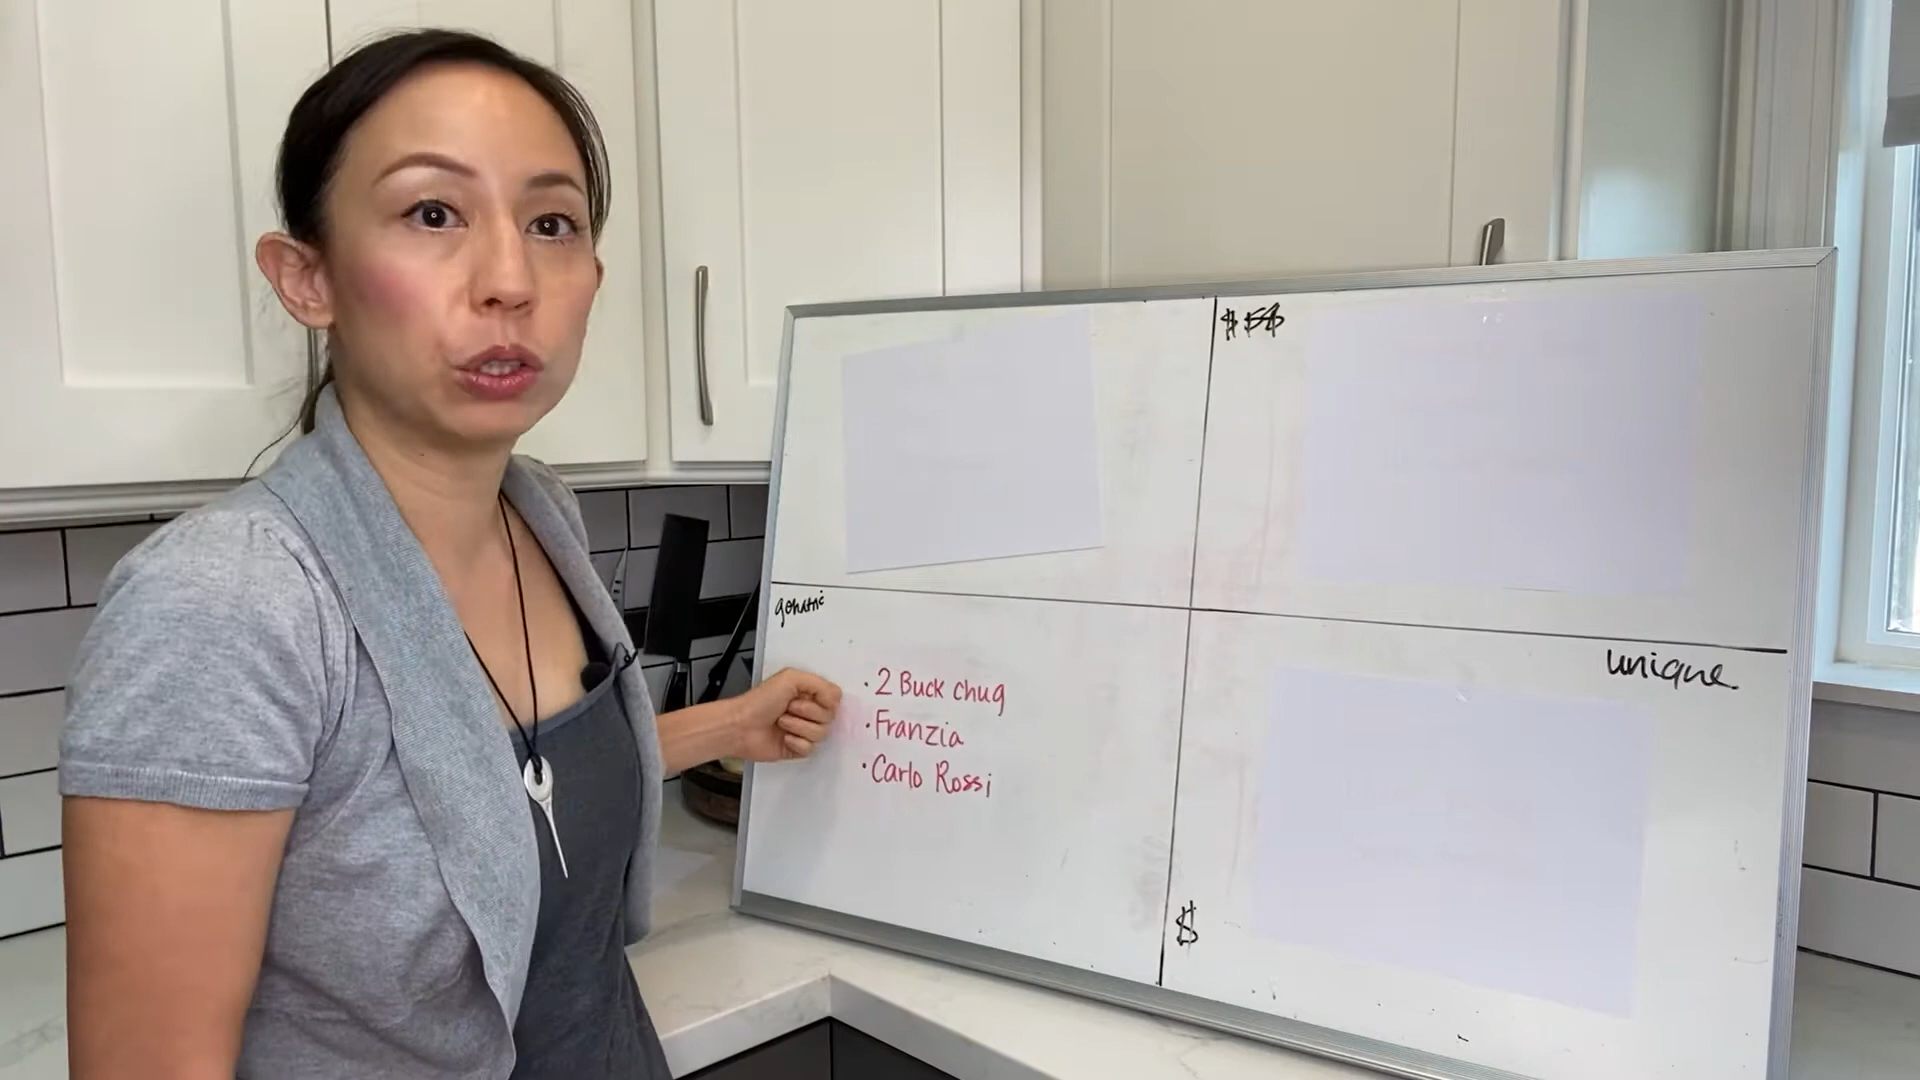 $$$
generic
unique
· 2 Buck chug
· Franzia
· Carlo Rossi
$